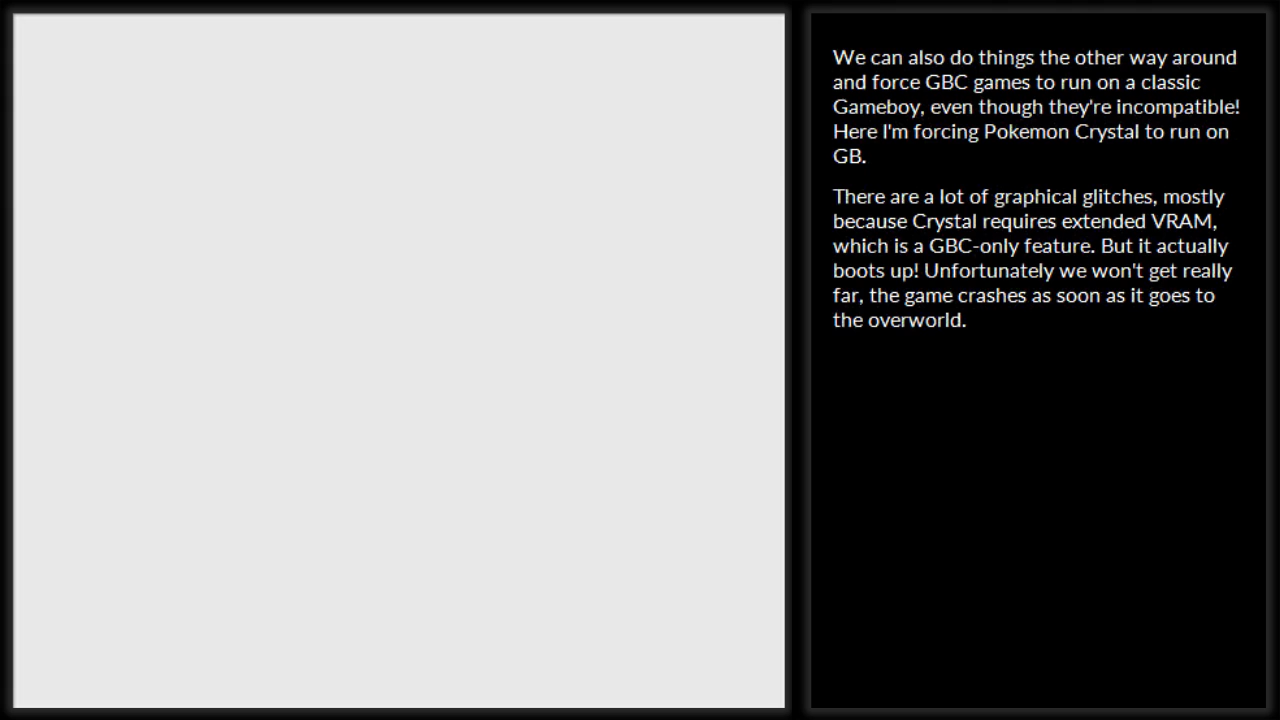 We can also do things the other way around
and force GBC games to run on a classic
Gameboy, even though they're incompatible!
Here I'm forcing Pokemon Crystal to run on
GB.
There are a lot of graphical glitches, mostly
because Crystal requires extended VRAM,
which is a GBC-only feature. But it actually
boots up! Unfortunately we won't get really
far, the game crashes as soon as it goes to
the overworld.